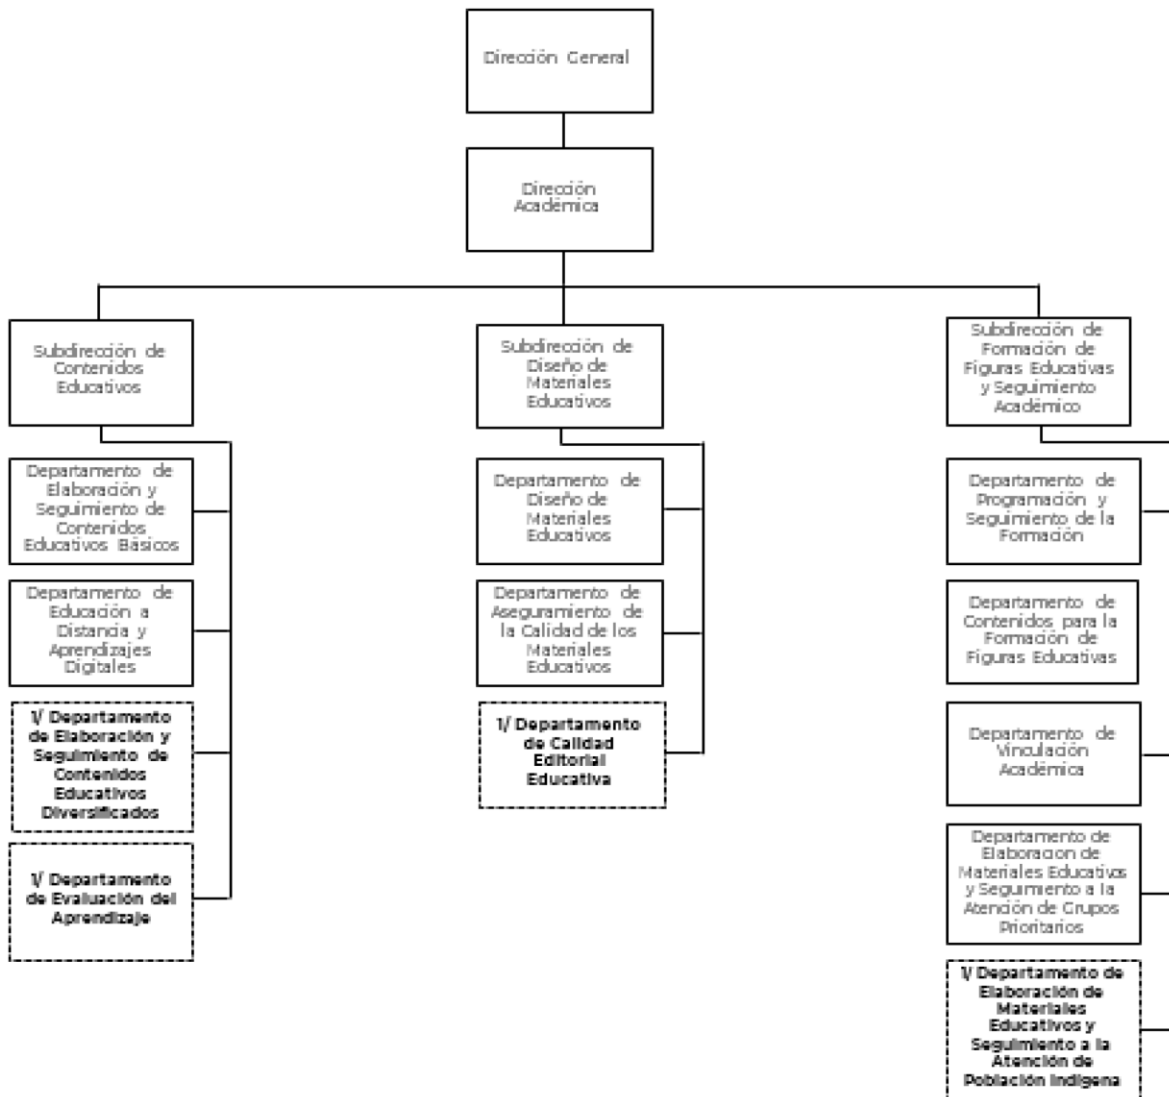 Dirección General
Dirección
Académica
Subdirección de
Contenidos
Educativos
Departamento de
Elaboración y
Seguimiento de
Contenidos
Educativos Básicos
Departamento de
Educación a
Distancia y
Aprendizajes
Digitales
1/ Departamento
de Elaboración y
Seguimiento de
Contenidos
Educativos
Diversificados
1/ Departamento
de Evaluación del
Aprendizaje
Subdirección de
Diseño de
Materiales
Educativos
Departamento de
Diseño de
Materiales
Educativos
Departamento de
Aseguramiento de
la Calidad de los
Materiales
Educativos
1/ Departamento
de Calidad
Editorial
Educativa
Subdirección de
Formación de
Figuras Educativas
y Seguimiento
Académico
Departamento de
Programación y
Seguimiento de la
Formación
Departamento de
Contenidos para la
Formación de
Figuras Educativas
Departamento de
Vinculación
Académica
Departamento de
Elaboracion de
Materiales Educativos
y Seguimiento a la
Atención de Grupos
Prioritarios
1/ Departamento de
Elaboración de
Materiales
Educativos y
Seguimiento a la
Atención de
Población Indígena